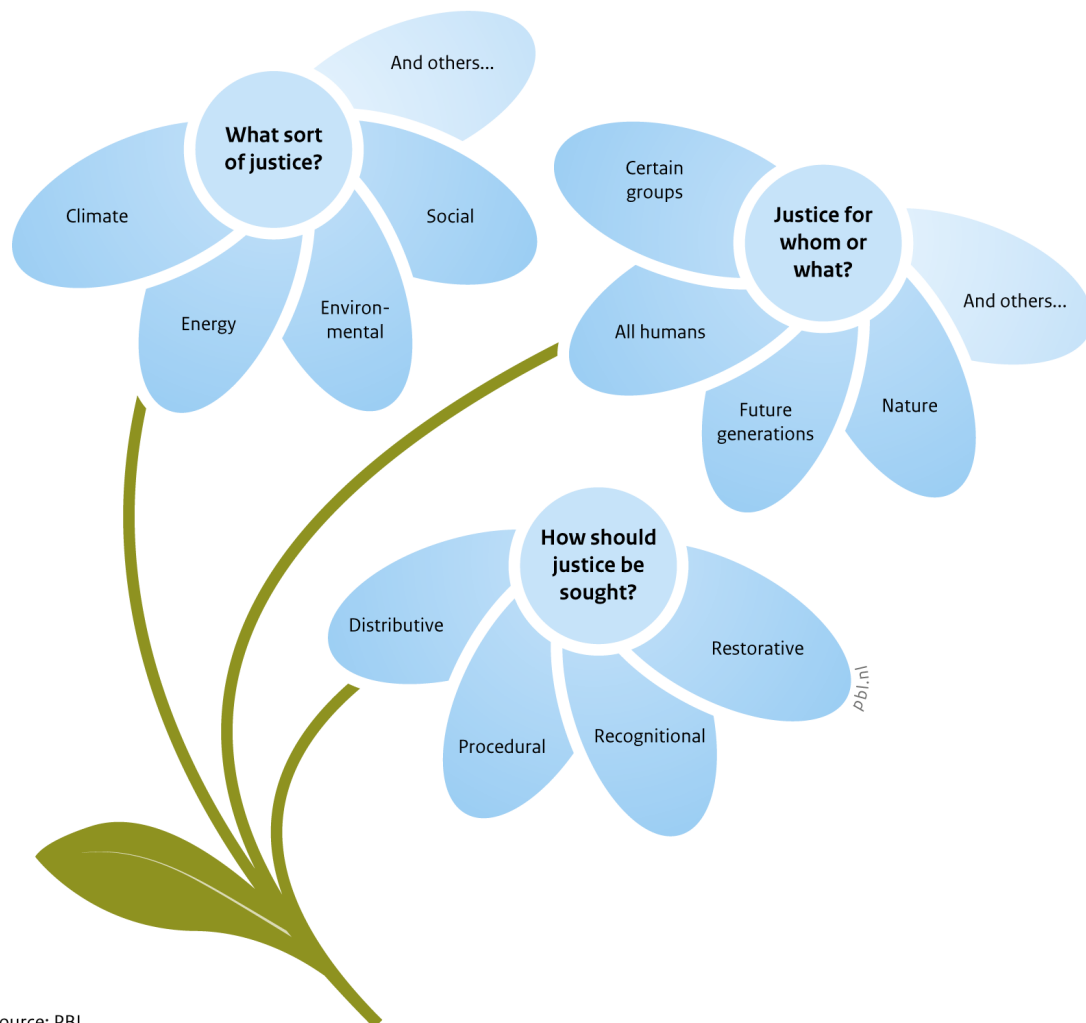 And others...
What sort
of justice?
Climate
Social
Energy
Environ-
mental
Certain
groups
Justice for
whom or
what?
And others...
All humans
Future
generations
Nature
How should
justice be
sought?
Distributive
Restorative
Procedural
Recognitional
pbl.nl
ource: PBL